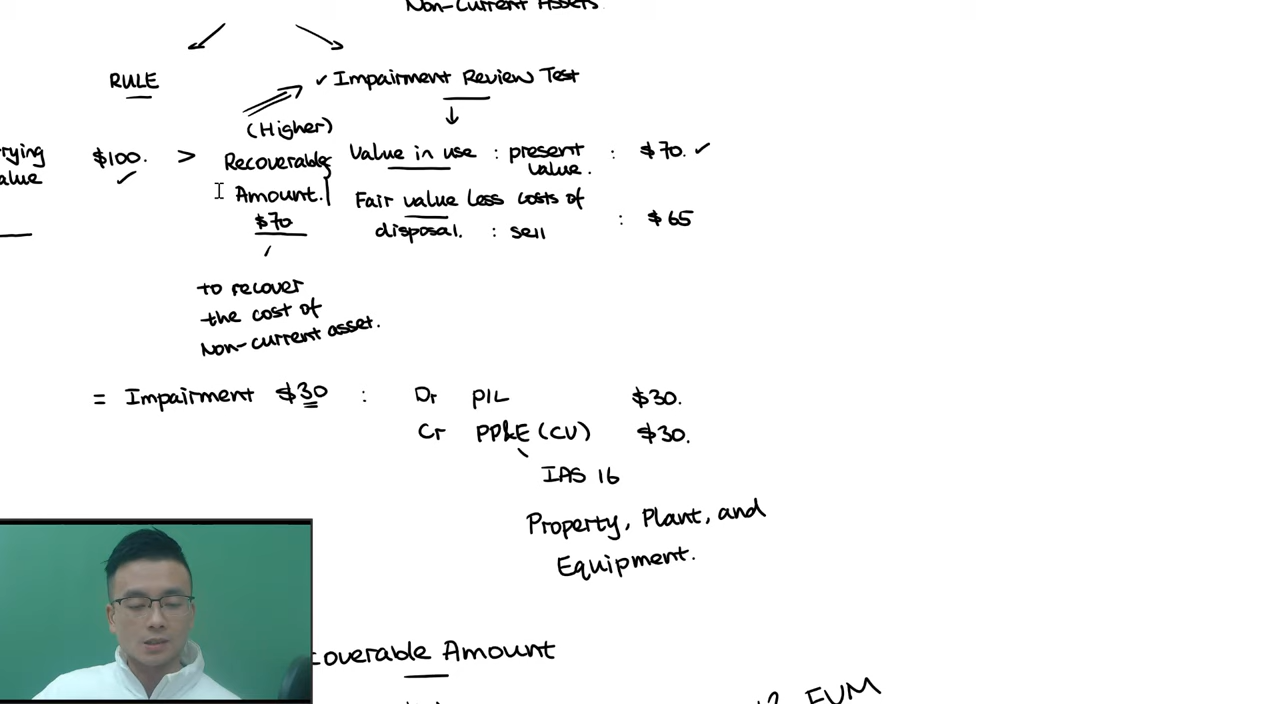 Non-Current Assets
RULE
✓ Impairment Review Test
(Higher)
rying
alue
$100. > Recoverable
Amount.
$70
Value in use : present
value.
: $70. ✓
Fair value less costs of
disposal. : sell
: $65
to recover
the cost of
Non-current asset.
= Impairment $30 : Dr P/L $30.
Cr PP&E (CV) $30.
IAS 16
Property, Plant, and
Equipment.
coverable Amount
FVM